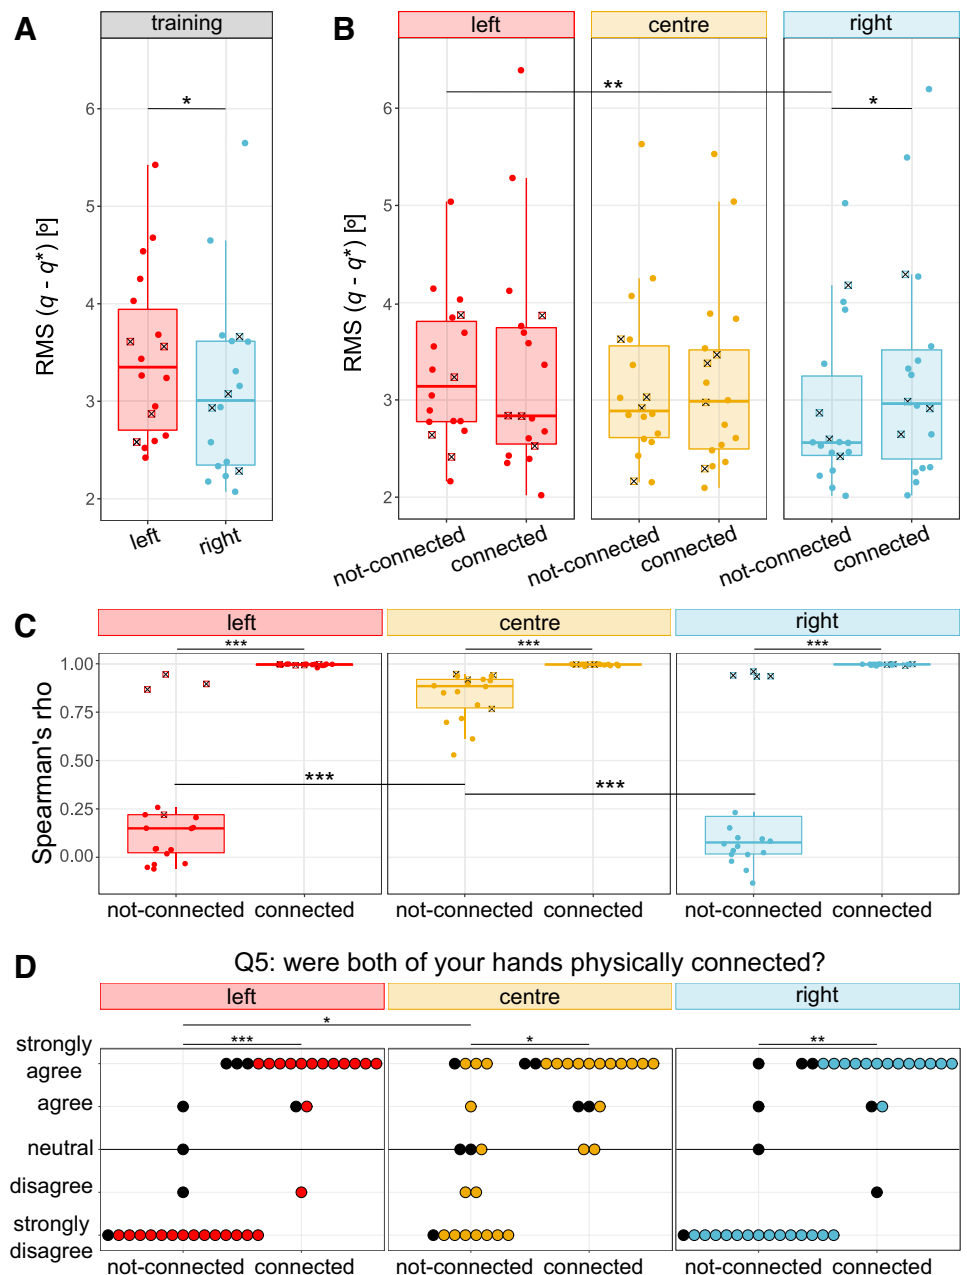 A
training
6
5
4
3
2
RMS (q - q*) [º]
*
left
right
B
left
centre
right
6
5
4
3
2
RMS (q - q*) [º]
**
*
not-connected
connected
not-connected
connected
not-connected
connected
C
left
centre
right
***
***
***
1.00
0.75
0.50
0.25
0.00
Spearman's rho
***
***
not-connected
connected
not-connected
connected
not-connected
connected
D
Q5: were both of your hands physically connected?
left
centre
right
*
***
*
**
strongly
agree
agree
neutral
disagree
strongly
disagree
not-connected
connected
not-connected
connected
not-connected
connected